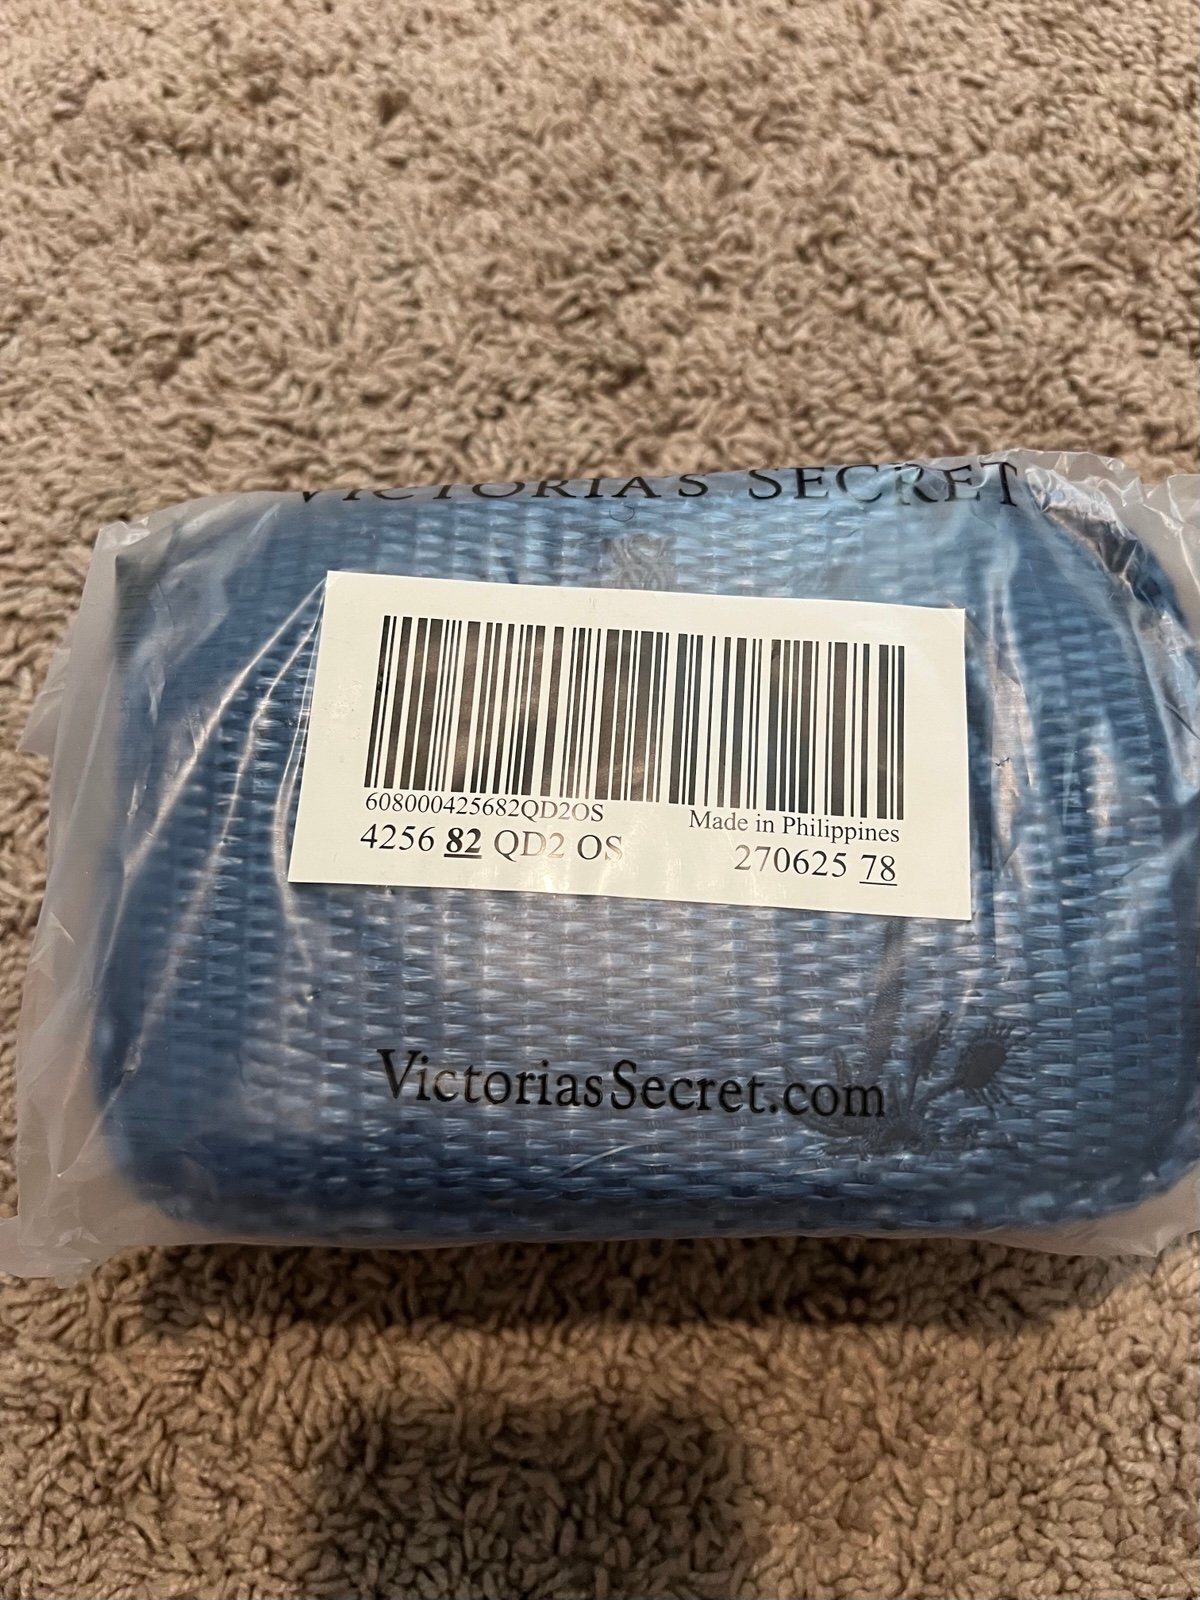 VICTORIA'S SECRET
608000425682QD2OS
Made in Philippines
4256 82 QD2 OS
270625 78
VictoriasSecret.com